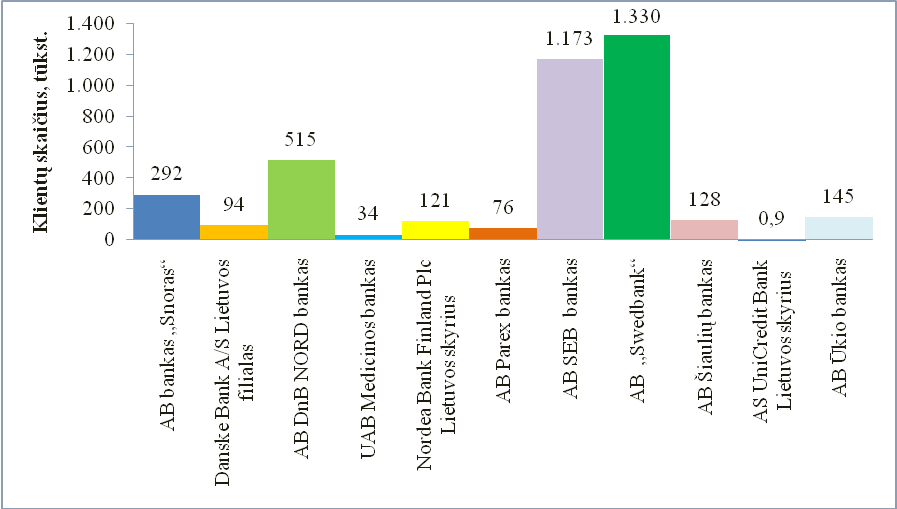 Klientų skaičius, tūkst.
1.400
1.200
1.000
800
600
400
200
0
292
94
515
34
121
76
1.173
1.330
128
0,9
145
AB bankas „Snoras“
Danske Bank A/S Lietuvos
filialas
AB DnB NORD bankas
UAB Medicinos bankas
Nordea Bank Finland Plc
Lietuvos skyrius
AB Parex bankas
AB SEB bankas
AB „Swedbank“
AB Šiaulių bankas
AS UniCredit Bank
Lietuvos skyrius
AB Ūkio bankas